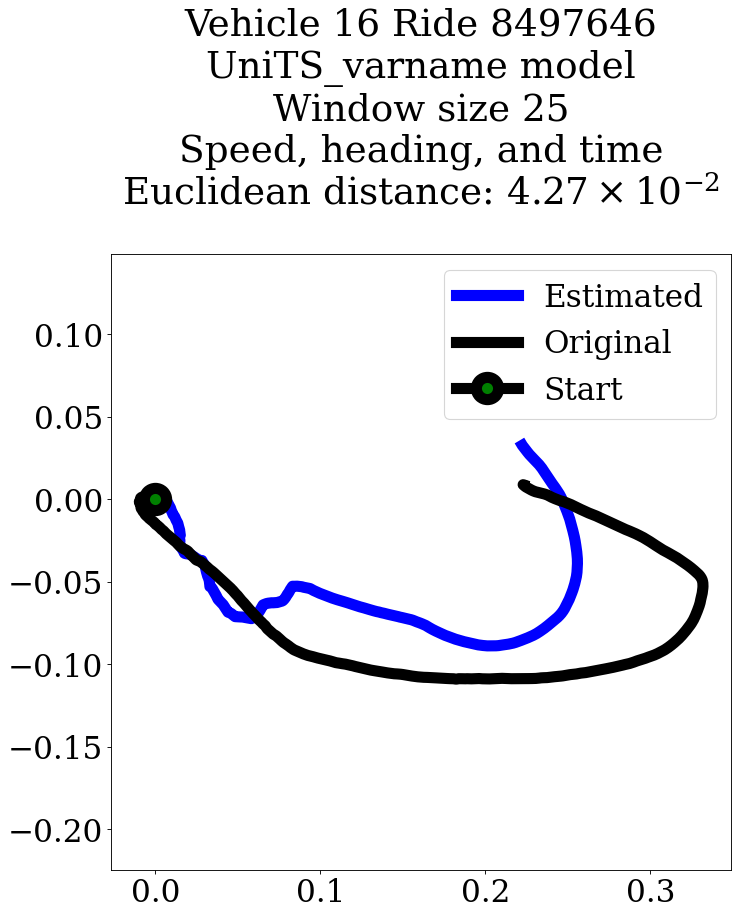 Vehicle 16 Ride 8497646
UniTS_varname model
Window size 25
Speed, heading, and time
Euclidean distance: 4.27 × 10⁻²
Estimated
Original
Start
0.10
0.05
0.00
−0.05
−0.10
−0.15
−0.20
0.0 0.1 0.2 0.3